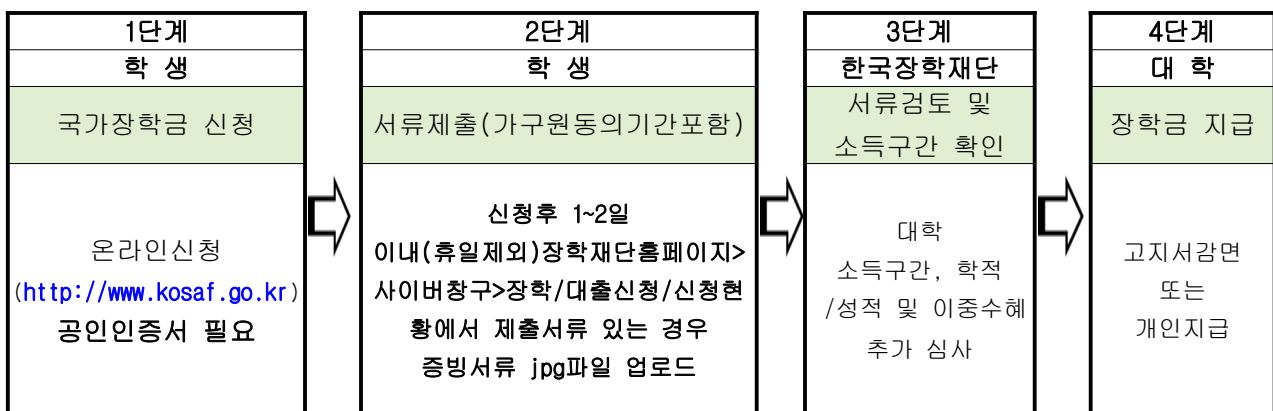 1단계
학 생
국가장학금 신청
온라인신청
(http://www.kosaf.go.kr)
공인인증서 필요
2단계
학 생
서류제출(가구원동의기간포함)
신청후 1~2일
이내(휴일제외)장학재단홈페이지>
사이버창구>장학/대출신청/신청현
황에서 제출서류 있는 경우
증빙서류 jpg파일 업로드
3단계
한국장학재단
서류검토 및
소득구간 확인
대학
소득구간, 학적
/성적 및 이중수혜
추가 심사
4단계
대 학
장학금 지급
고지서감면
또는
개인지급